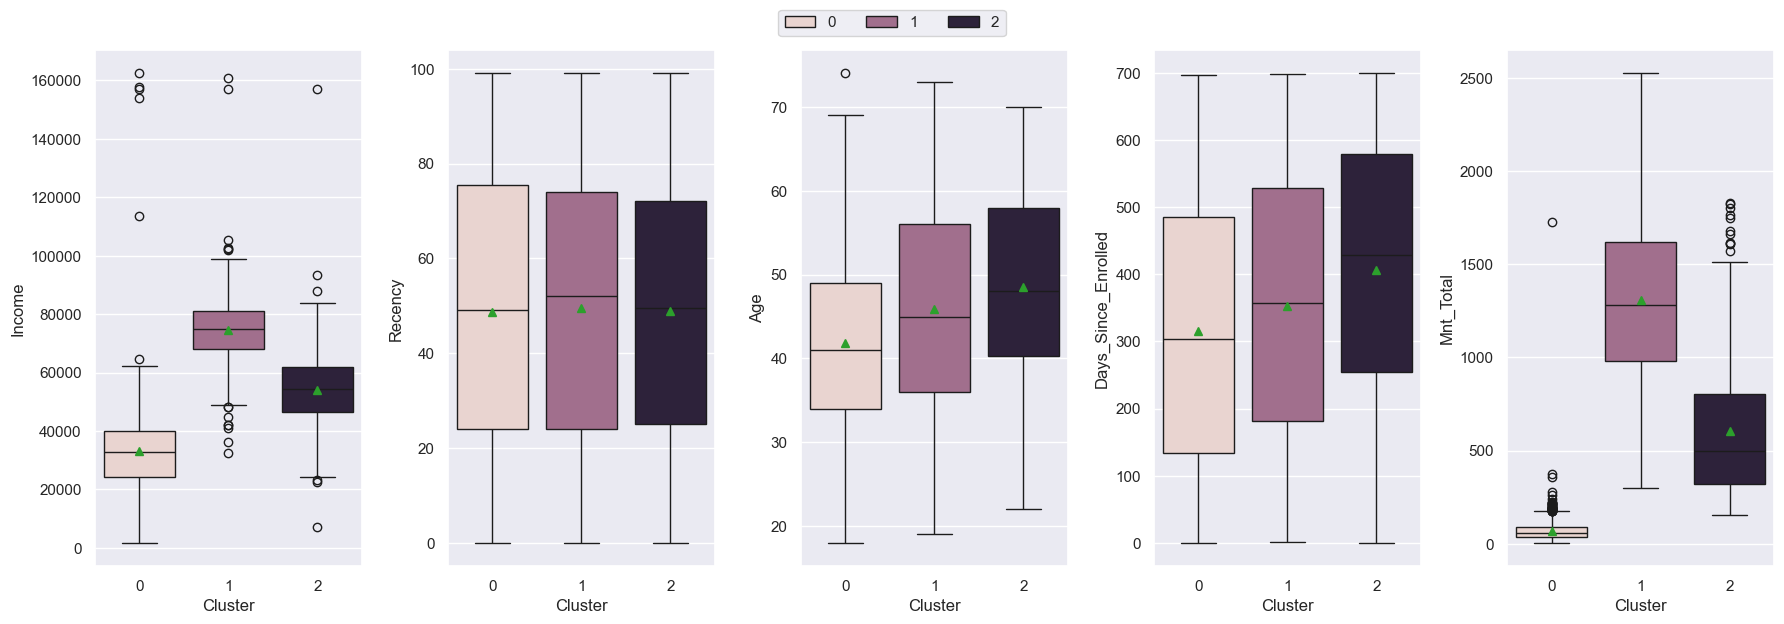 0 1 2
Income
160000
140000
120000
100000
80000
60000
40000
20000
0
0 1 2
Cluster
Recency
100
80
60
40
20
0
0 1 2
Cluster
Age
70
60
50
40
30
20
0 1 2
Cluster
Days_Since_Enrolled
700
600
500
400
300
200
100
0
0 1 2
Cluster
Mnt_Total
2500
2000
1500
1000
500
0
0 1 2
Cluster